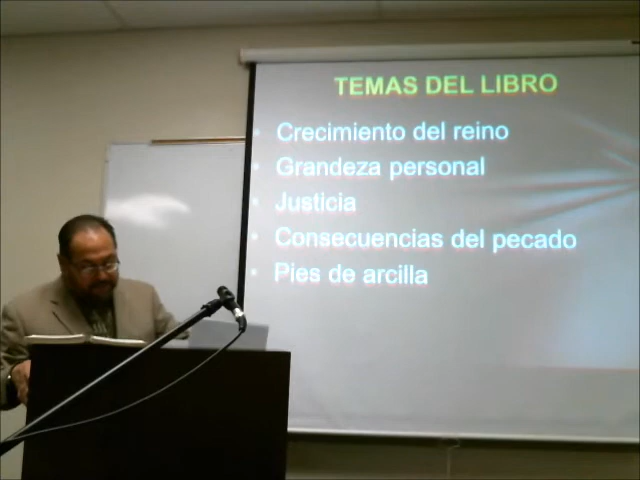 TEMAS DEL LIBRO
• Crecimiento del reino
• Grandeza personal
• Justicia
• Consecuencias del pecado
• Pies de arcilla